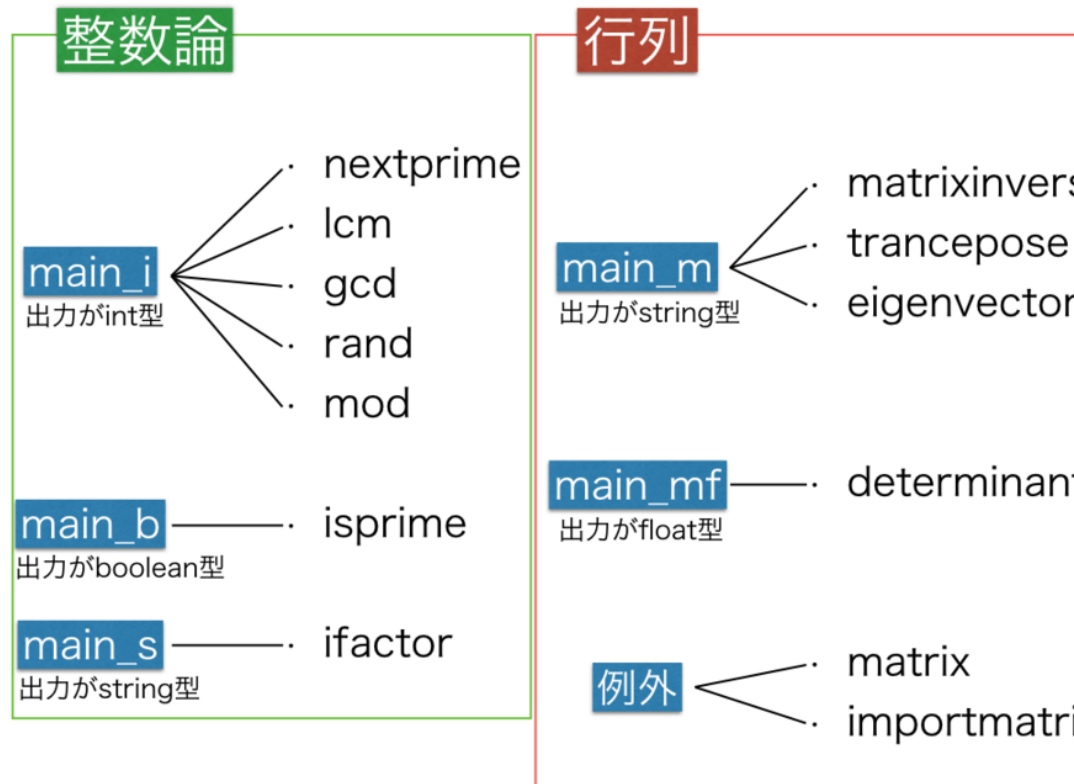 整数論
main_i
出力がint型
nextprime
lcm
gcd
rand
mod
main_b
出力がboolean型
isprime
main_s
出力がstring型
ifactor
行列
main_m
出力がstring型
trancepose
main_mf
出力がfloat型
例外
matrix